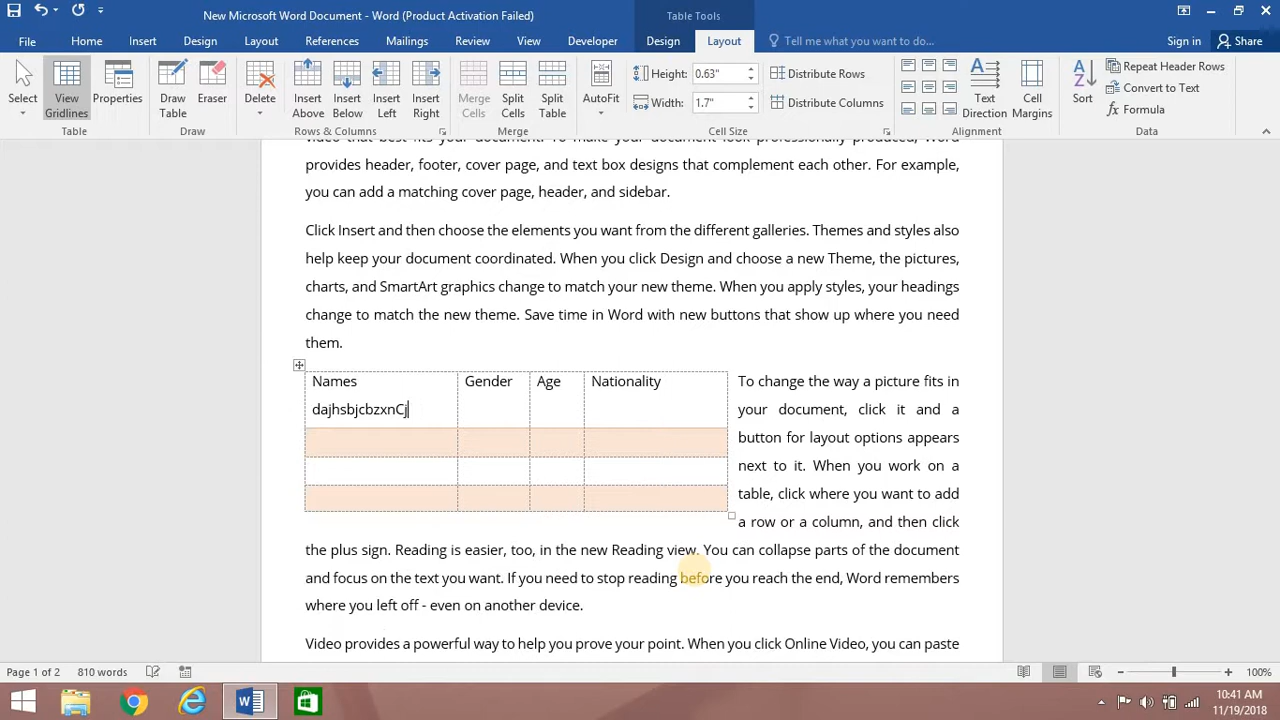 New Microsoft Word Document - Word (Product Activation Failed)
Table Tools
File Home Insert Design Layout References Mailings Review View Developer Design Layout Tell me what you want to do... Sign in Share
Select
View Gridlines
Properties
Table
Draw Table
Eraser
Draw
Delete
Insert Above
Insert Below
Insert Left
Insert Right
Rows & Columns
Merge Cells
Split Cells
Split Table
Merge
AutoFit
Height: 0.63"
Width: 1.7"
Distribute Rows
Distribute Columns
Cell Size
Text Direction
Cell Margins
Alignment
Sort
Repeat Header Rows
Convert to Text
Formula
Data
video that best fits your document. To make your document look professionally produced, Word
provides header, footer, cover page, and text box designs that complement each other. For example,
you can add a matching cover page, header, and sidebar.
Click Insert and then choose the elements you want from the different galleries. Themes and styles also
help keep your document coordinated. When you click Design and choose a new Theme, the pictures,
charts, and SmartArt graphics change to match your new theme. When you apply styles, your headings
change to match the new theme. Save time in Word with new buttons that show up where you need
them.
Names Gender Age Nationality
dajhsbjcbzxnCj
To change the way a picture fits in
your document, click it and a
button for layout options appears
next to it. When you work on a
table, click where you want to add
a row or a column, and then click
the plus sign. Reading is easier, too, in the new Reading view. You can collapse parts of the document
and focus on the text you want. If you need to stop reading before you reach the end, Word remembers
where you left off - even on another device.
Video provides a powerful way to help you prove your point. When you click Online Video, you can paste
Page 1 of 2 810 words 100%
10:41 AM
11/19/2018